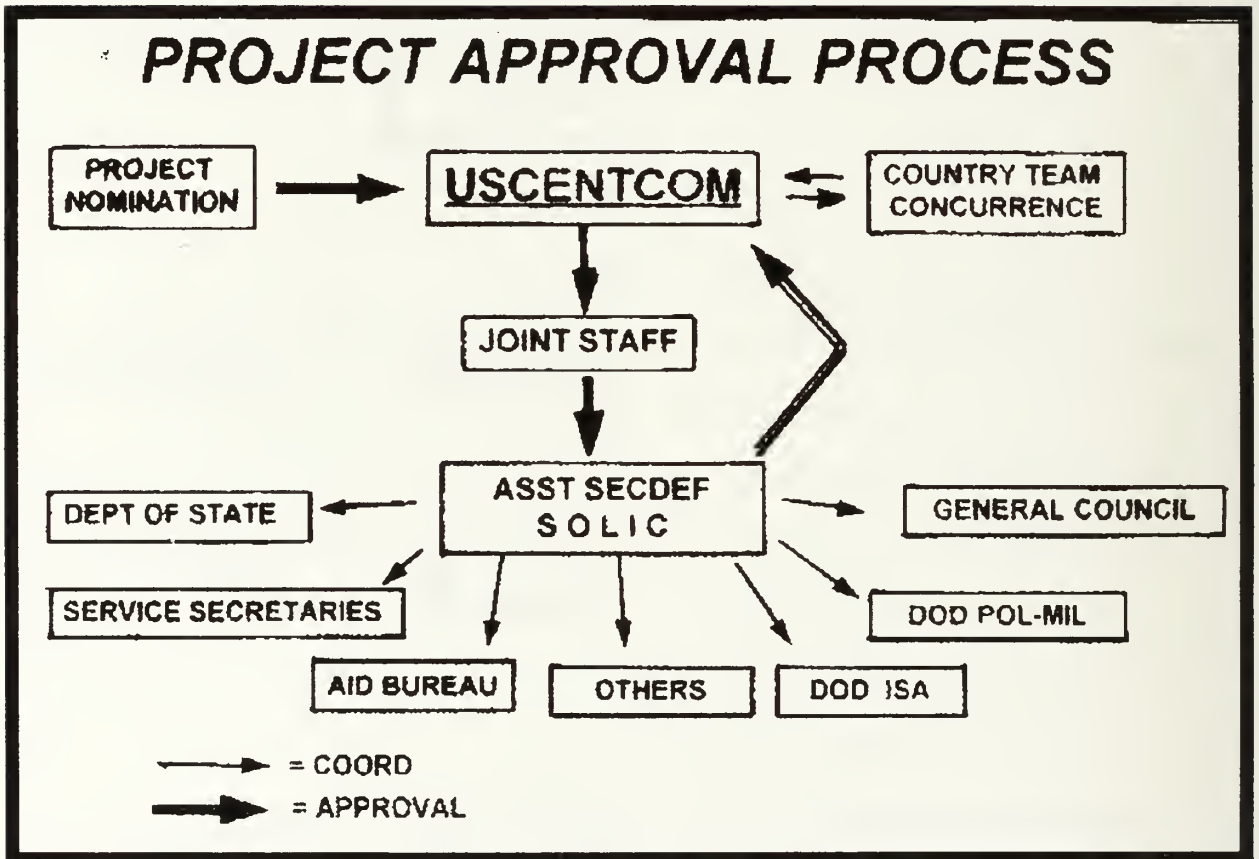 PROJECT APPROVAL PROCESS
PROJECT
NOMINATION
USCENTCOM
COUNTRY TEAM
CONCURRENCE
JOINT STAFF
ASST SECDEF
S O L I C
DEPT OF STATE
GENERAL COUNCIL
SERVICE SECRETARIES
DOD POL-MIL
AID BUREAU
OTHERS
DOD ISA
= COORD
= APPROVAL